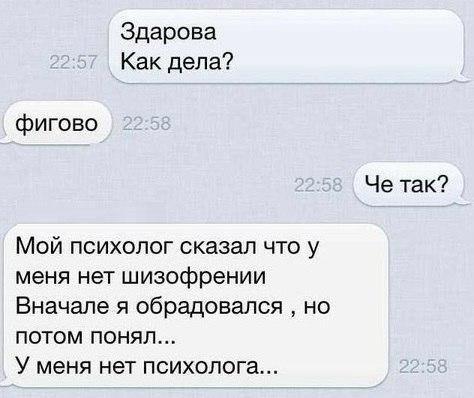 Здарова
Как дела?
22:57
фигово
22:58
22:58
Че так?
Мой психолог сказал что у
меня нет шизофрении
Вначале я обрадовался , но
потом понял...
У меня нет психолога...
22:58